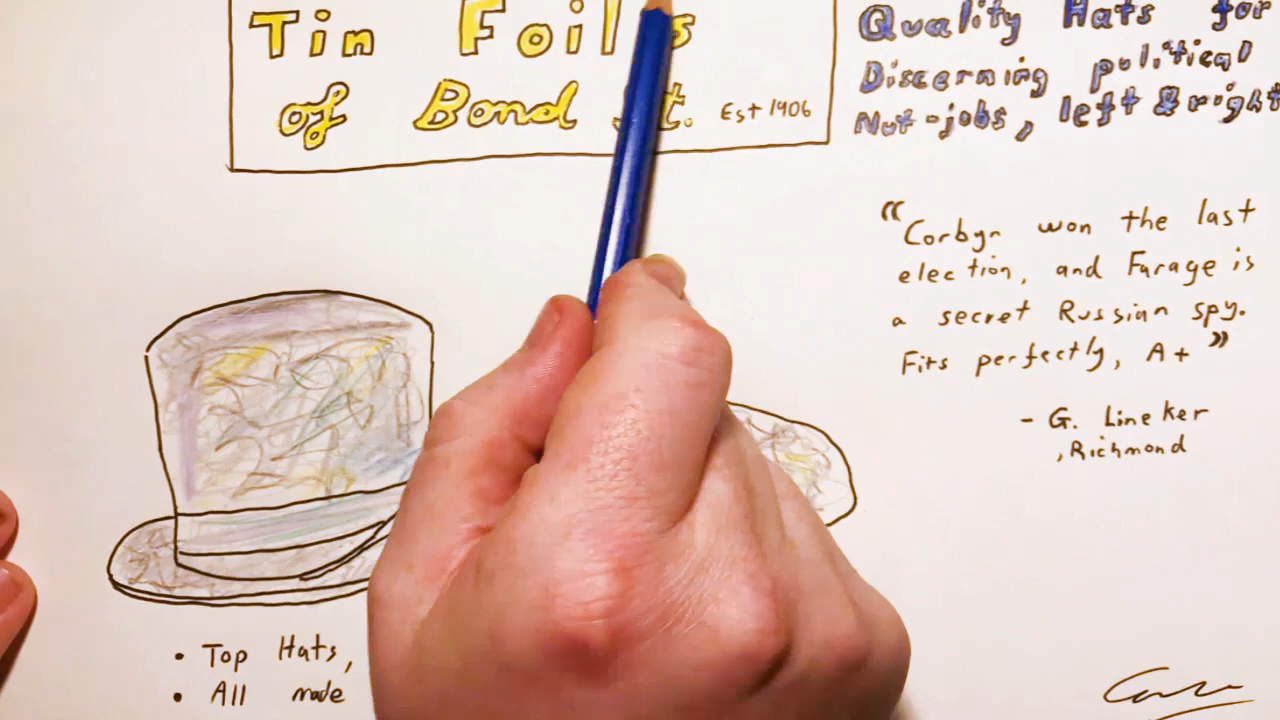 Tin Foil's
of Bond St. Est 1906
Quality Hats for
Discerning political
Nut-jobs, left & right
"Corbyn won the last
election, and Farage is
a secret Russian spy.
Fits perfectly, A+"
- G. Lineker
, Richmond
• Top Hats,
• All made